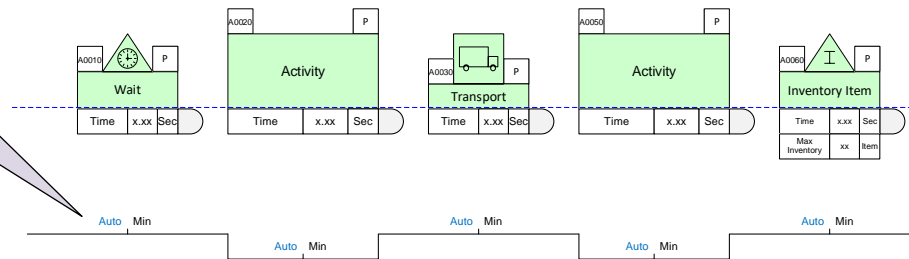 A0010
P
Wait
Time x.xx Sec
A0020
P
Activity
Time x.xx Sec
A0030
P
Transport
Time x.xx Sec
A0050
P
Activity
Time x.xx Sec
A0060
I
P
Inventory Item
Time x.xx Sec
Max
Inventory
xx Item
Auto Min
Auto Min
Auto Min
Auto Min
Auto Min